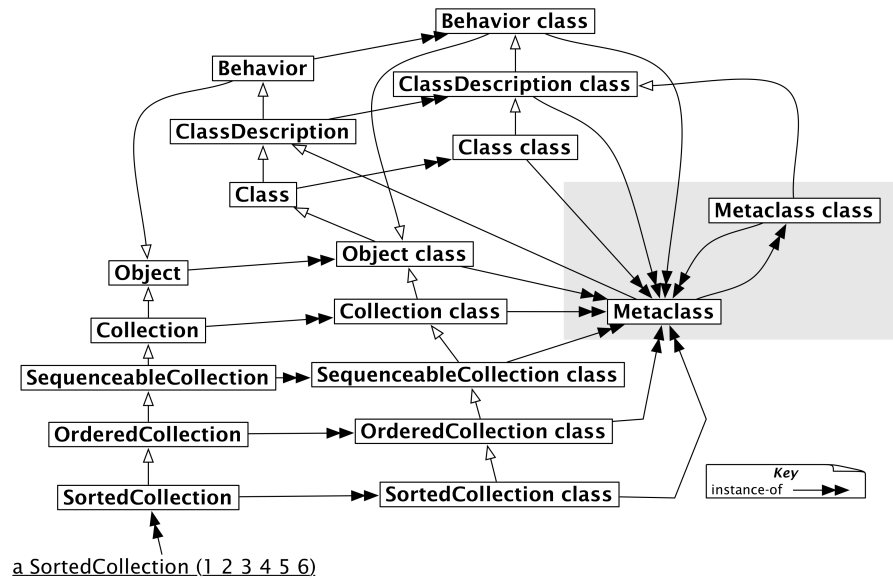 Behavior class
Behavior
ClassDescription class
ClassDescription
Class class
Class
Metaclass class
Object class
Object
Collection class
Metaclass
Collection
SequenceableCollection class
SequenceableCollection
OrderedCollection class
OrderedCollection
SortedCollection class
SortedCollection
Key
instance-of
a SortedCollection (1 2 3 4 5 6)